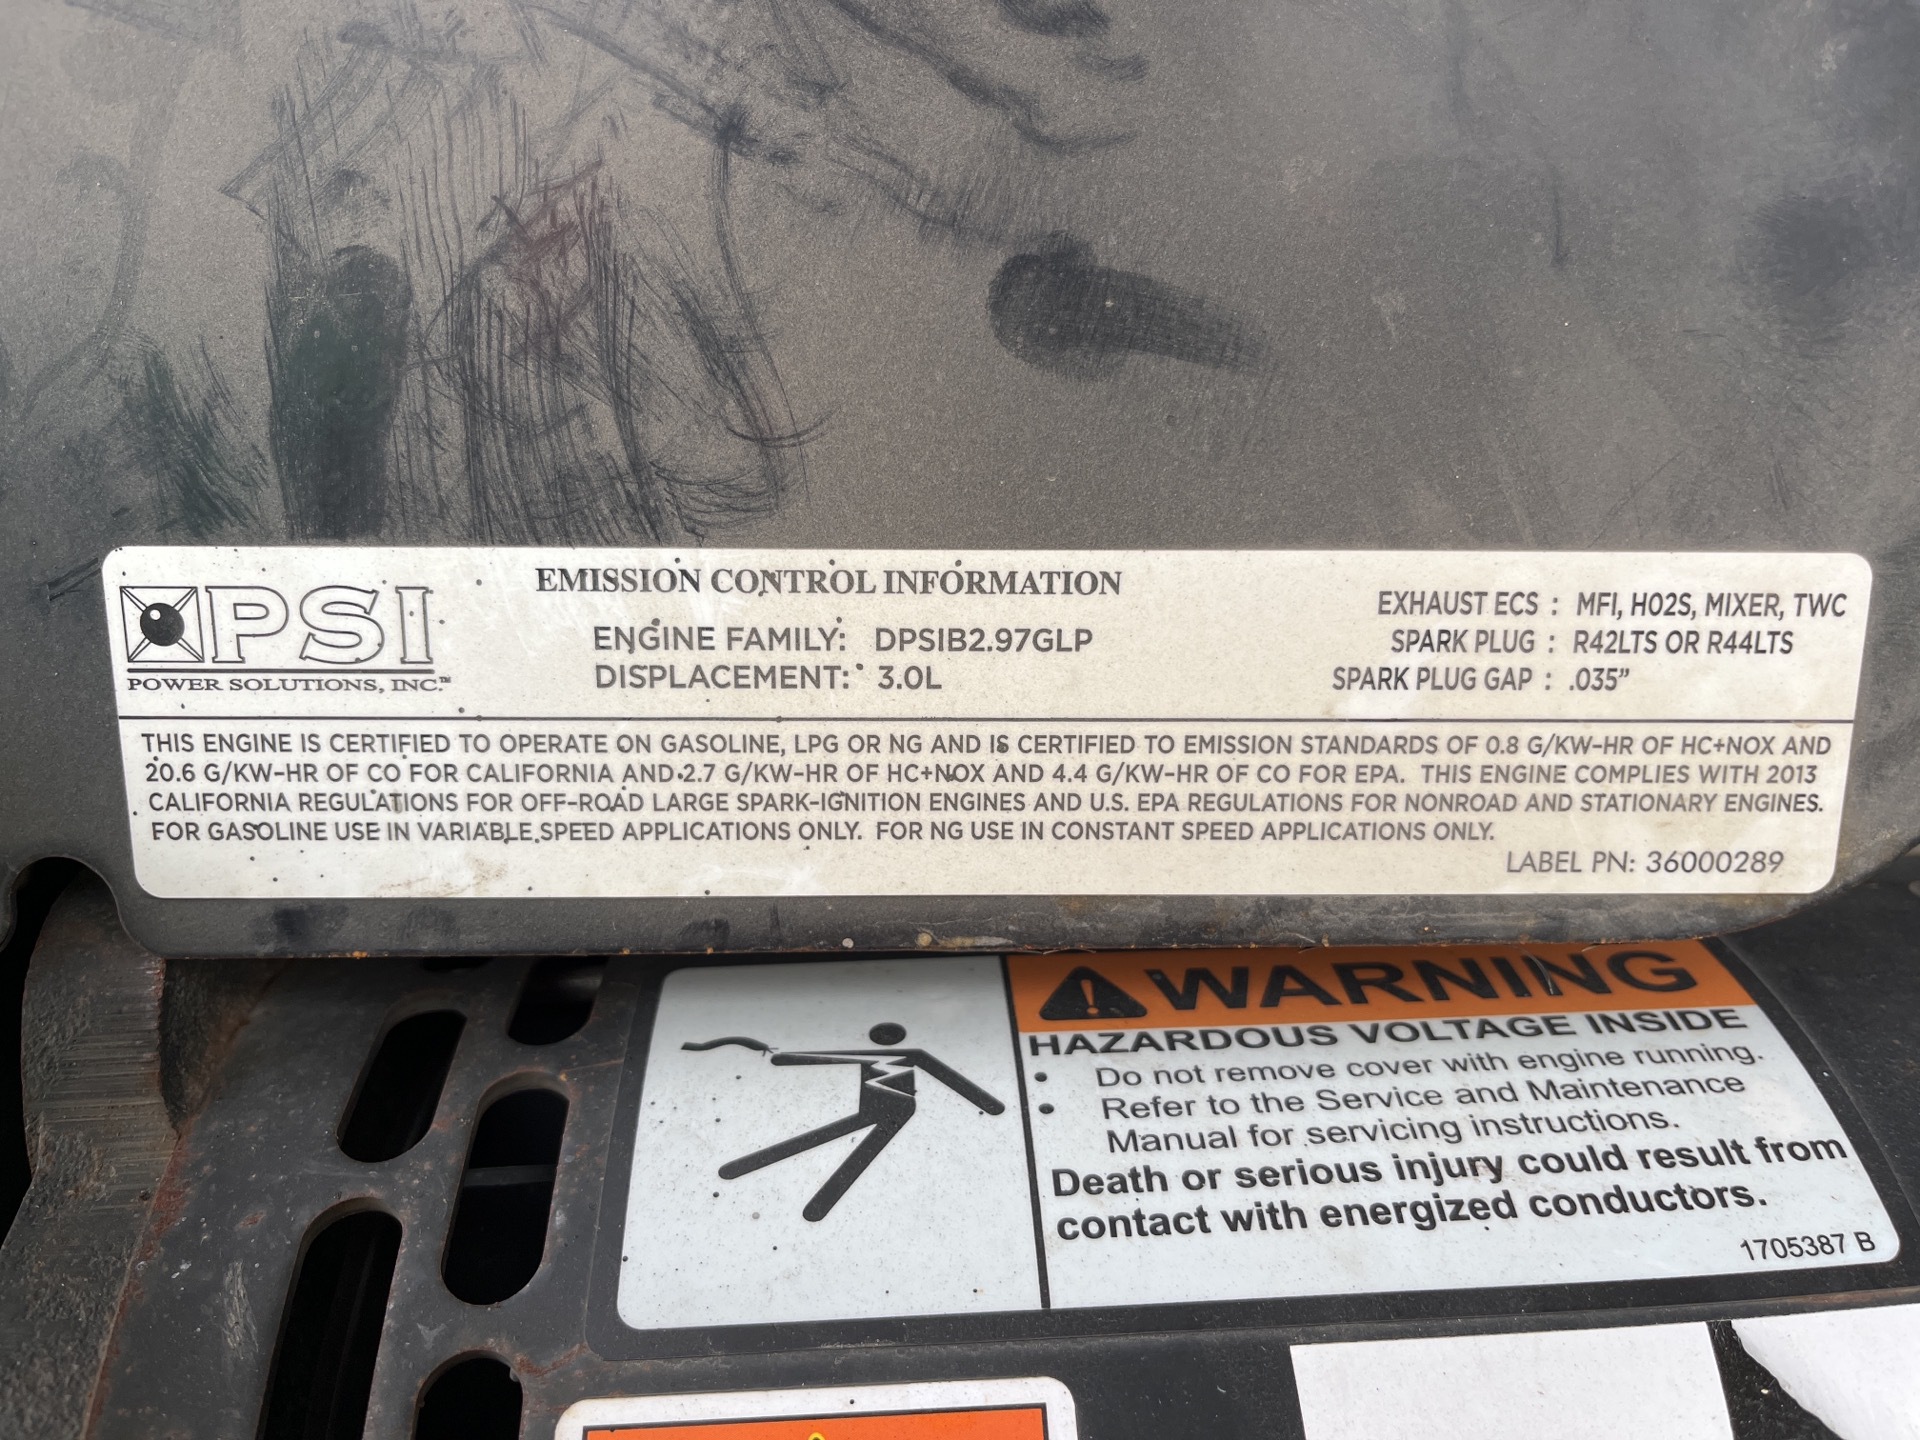 PSI
POWER SOLUTIONS, INC.™
EMISSION CONTROL INFORMATION
ENGINE FAMILY: DPSIB2.97GLP
DISPLACEMENT: 3.0L
EXHAUST ECS : MFI, HO2S, MIXER, TWC
SPARK PLUG : R42LTS OR R44LTS
SPARK PLUG GAP : .035”
THIS ENGINE IS CERTIFIED TO OPERATE ON GASOLINE, LPG OR NG AND IS CERTIFIED TO EMISSION STANDARDS OF 0.8 G/KW-HR OF HC+NOX AND
20.6 G/KW-HR OF CO FOR CALIFORNIA AND 2.7 G/KW-HR OF HC+NOX AND 4.4 G/KW-HR OF CO FOR EPA. THIS ENGINE COMPLIES WITH 2013
CALIFORNIA REGULATIONS FOR OFF-ROAD LARGE SPARK-IGNITION ENGINES AND U.S. EPA REGULATIONS FOR NONROAD AND STATIONARY ENGINES.
FOR GASOLINE USE IN VARIABLE SPEED APPLICATIONS ONLY. FOR NG USE IN CONSTANT SPEED APPLICATIONS ONLY.
LABEL PN: 36000289
WARNING
HAZARDOUS VOLTAGE INSIDE
• Do not remove cover with engine running.
• Refer to the Service and Maintenance
Manual for servicing instructions.
Death or serious injury could result from
contact with energized conductors.
1705387 B